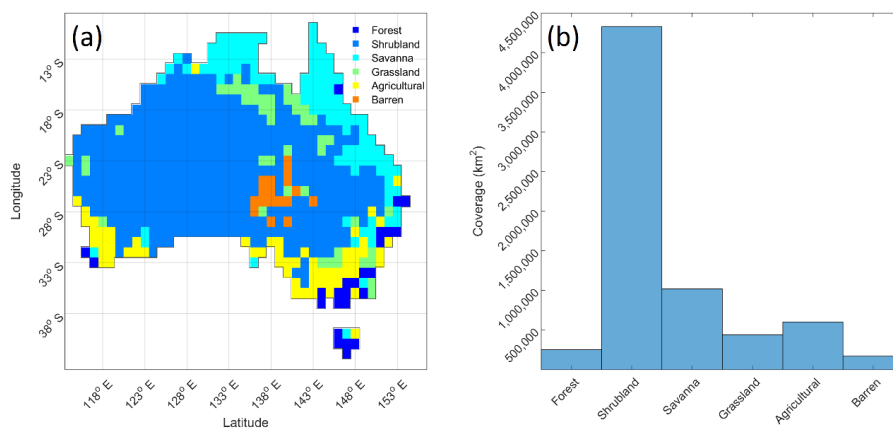 (a)
Forest
Shrubland
Savanna
Grassland
Agricultural
Barren
13° S
18° S
23° S
28° S
33° S
38° S
Longitude
118° E
123° E
128° E
133° E
138° E
143° E
148° E
153° E
Latitude
(b)
4,500,000
4,000,000
3,500,000
3,000,000
2,500,000
2,000,000
1,500,000
1,000,000
500,000
Coverage (km²)
Forest
Shrubland
Savanna
Grassland
Agricultural
Barren